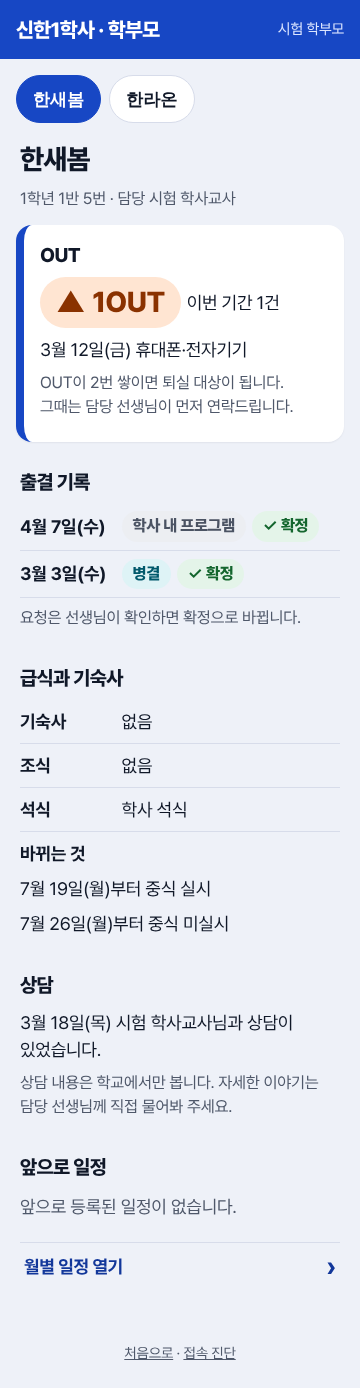 신한1학사 · 학부모
시험 학부모
한새봄
한라온
한새봄
1학년 1반 5번 · 담당 시험 학사교사
OUT
▲ 1OUT 이번 기간 1건
3월 12일(금) 휴대폰·전자기기
OUT이 2번 쌓이면 퇴실 대상이 됩니다.
그때는 담당 선생님이 먼저 연락드립니다.
출결 기록
4월 7일(수) 학사 내 프로그램 ✓ 확정
3월 3일(수) 병결 ✓ 확정
요청은 선생님이 확인하면 확정으로 바뀝니다.
급식과 기숙사
기숙사 없음
조식 없음
석식 학사 석식
바뀌는 것
7월 19일(월)부터 중식 실시
7월 26일(월)부터 중식 미실시
상담
3월 18일(목) 시험 학사교사님과 상담이
있었습니다.
상담 내용은 학교에서만 봅니다. 자세한 이야기는
담당 선생님께 직접 물어봐 주세요.
앞으로 일정
앞으로 등록된 일정이 없습니다.
월별 일정 열기 ›
처음으로 · 접속 진단